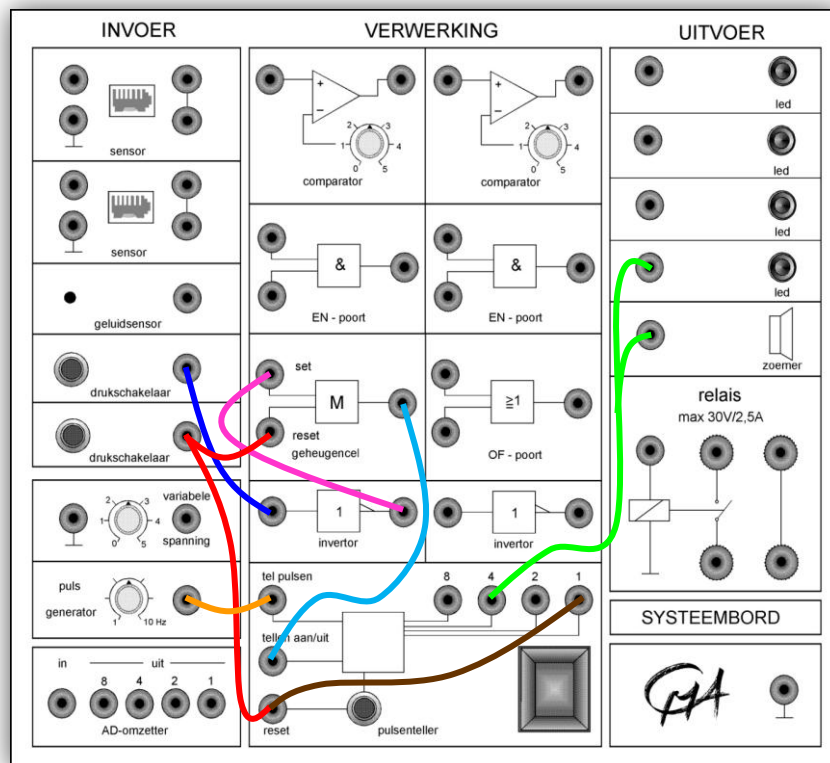 INVOER
sensor
sensor
geluidsensor
drukschakelaar
drukschakelaar
0 1 2 3 4 5
variabele
spanning
puls
generator
1 10 Hz
in uit
8 4 2 1
AD-omzetter
VERWERKING
+
−
0 1 2 3 4 5
comparator
+
−
0 1 2 3 4 5
comparator
&
EN - poort
&
EN - poort
set
M
reset
geheugencel
≧1
OF - poort
1
invertor
1
invertor
tel pulsen
8 4 2 1
tellen aan/uit
reset
pulsenteller
UITVOER
led
led
led
led
zoemer
relais
max 30V/2,5A
SYSTEEMBORD
CMA